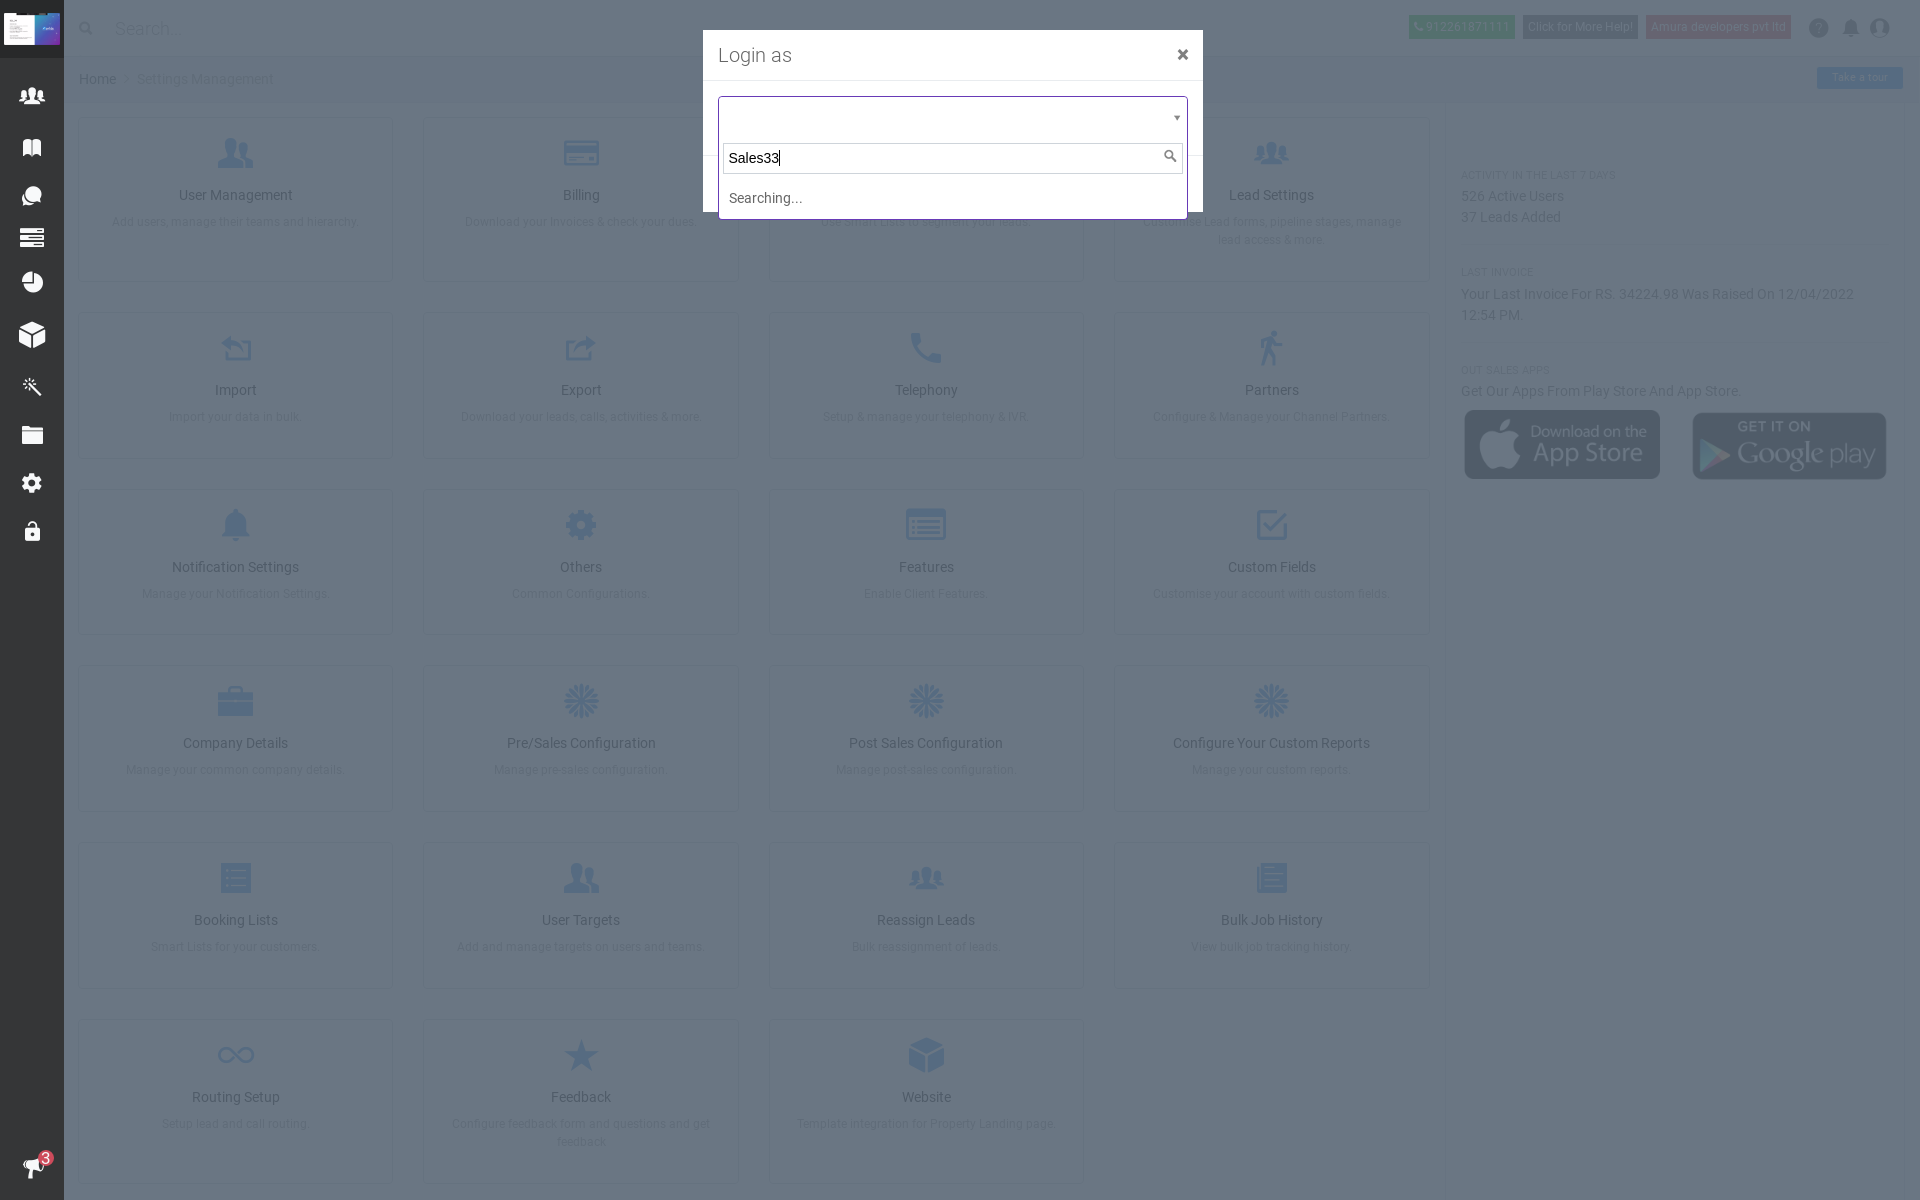 Search...
912261871111
Click for More Help!
Amura developers pvt ltd
Home / Settings Management
Take a tour
Login as
×
Sales33
Searching...
User Management
Add users, manage their teams and hierarchy.
Billing
Download your invoices & check your dues.
Use Smart Lists to segment your leads.
Lead Settings
Customise Lead forms, pipeline stages, manage
lead access & more.
Import
Import your data in bulk.
Export
Download your leads, calls, activities & more.
Telephony
Setup & manage your telephony & IVR.
Partners
Configure & Manage your Channel Partners.
Notification Settings
Manage your Notification Settings.
Others
Common Configurations.
Features
Enable Client Features.
Custom Fields
Customise your account with custom fields.
Company Details
Manage your common company details.
Pre/Sales Configuration
Manage pre sales configuration.
Post Sales Configuration
Manage post sales configuration.
Configure Your Custom Reports
Manage your custom reports.
Booking Lists
Smart Lists for your customers.
User Targets
Add and manage targets on users and teams.
Reassign Leads
Bulk reassignment of leads.
Bulk Job History
View bulk job tracking history.
Routing Setup
Setup lead and call routing.
Feedback
Configure feedback form and questions and get
feedback.
Website
Template integration for Property Landing page.
ACTIVITY IN THE LAST 7 DAYS
526 Active Users
37 Leads Added
LAST INVOICE
Your Last Invoice For RS. 34224.98 Was Raised On 12/04/2022
12:54 PM.
OUT SALES APPS
Get Our Apps From Play Store And App Store.
Download on the
App Store
GET IT ON
Google play
3